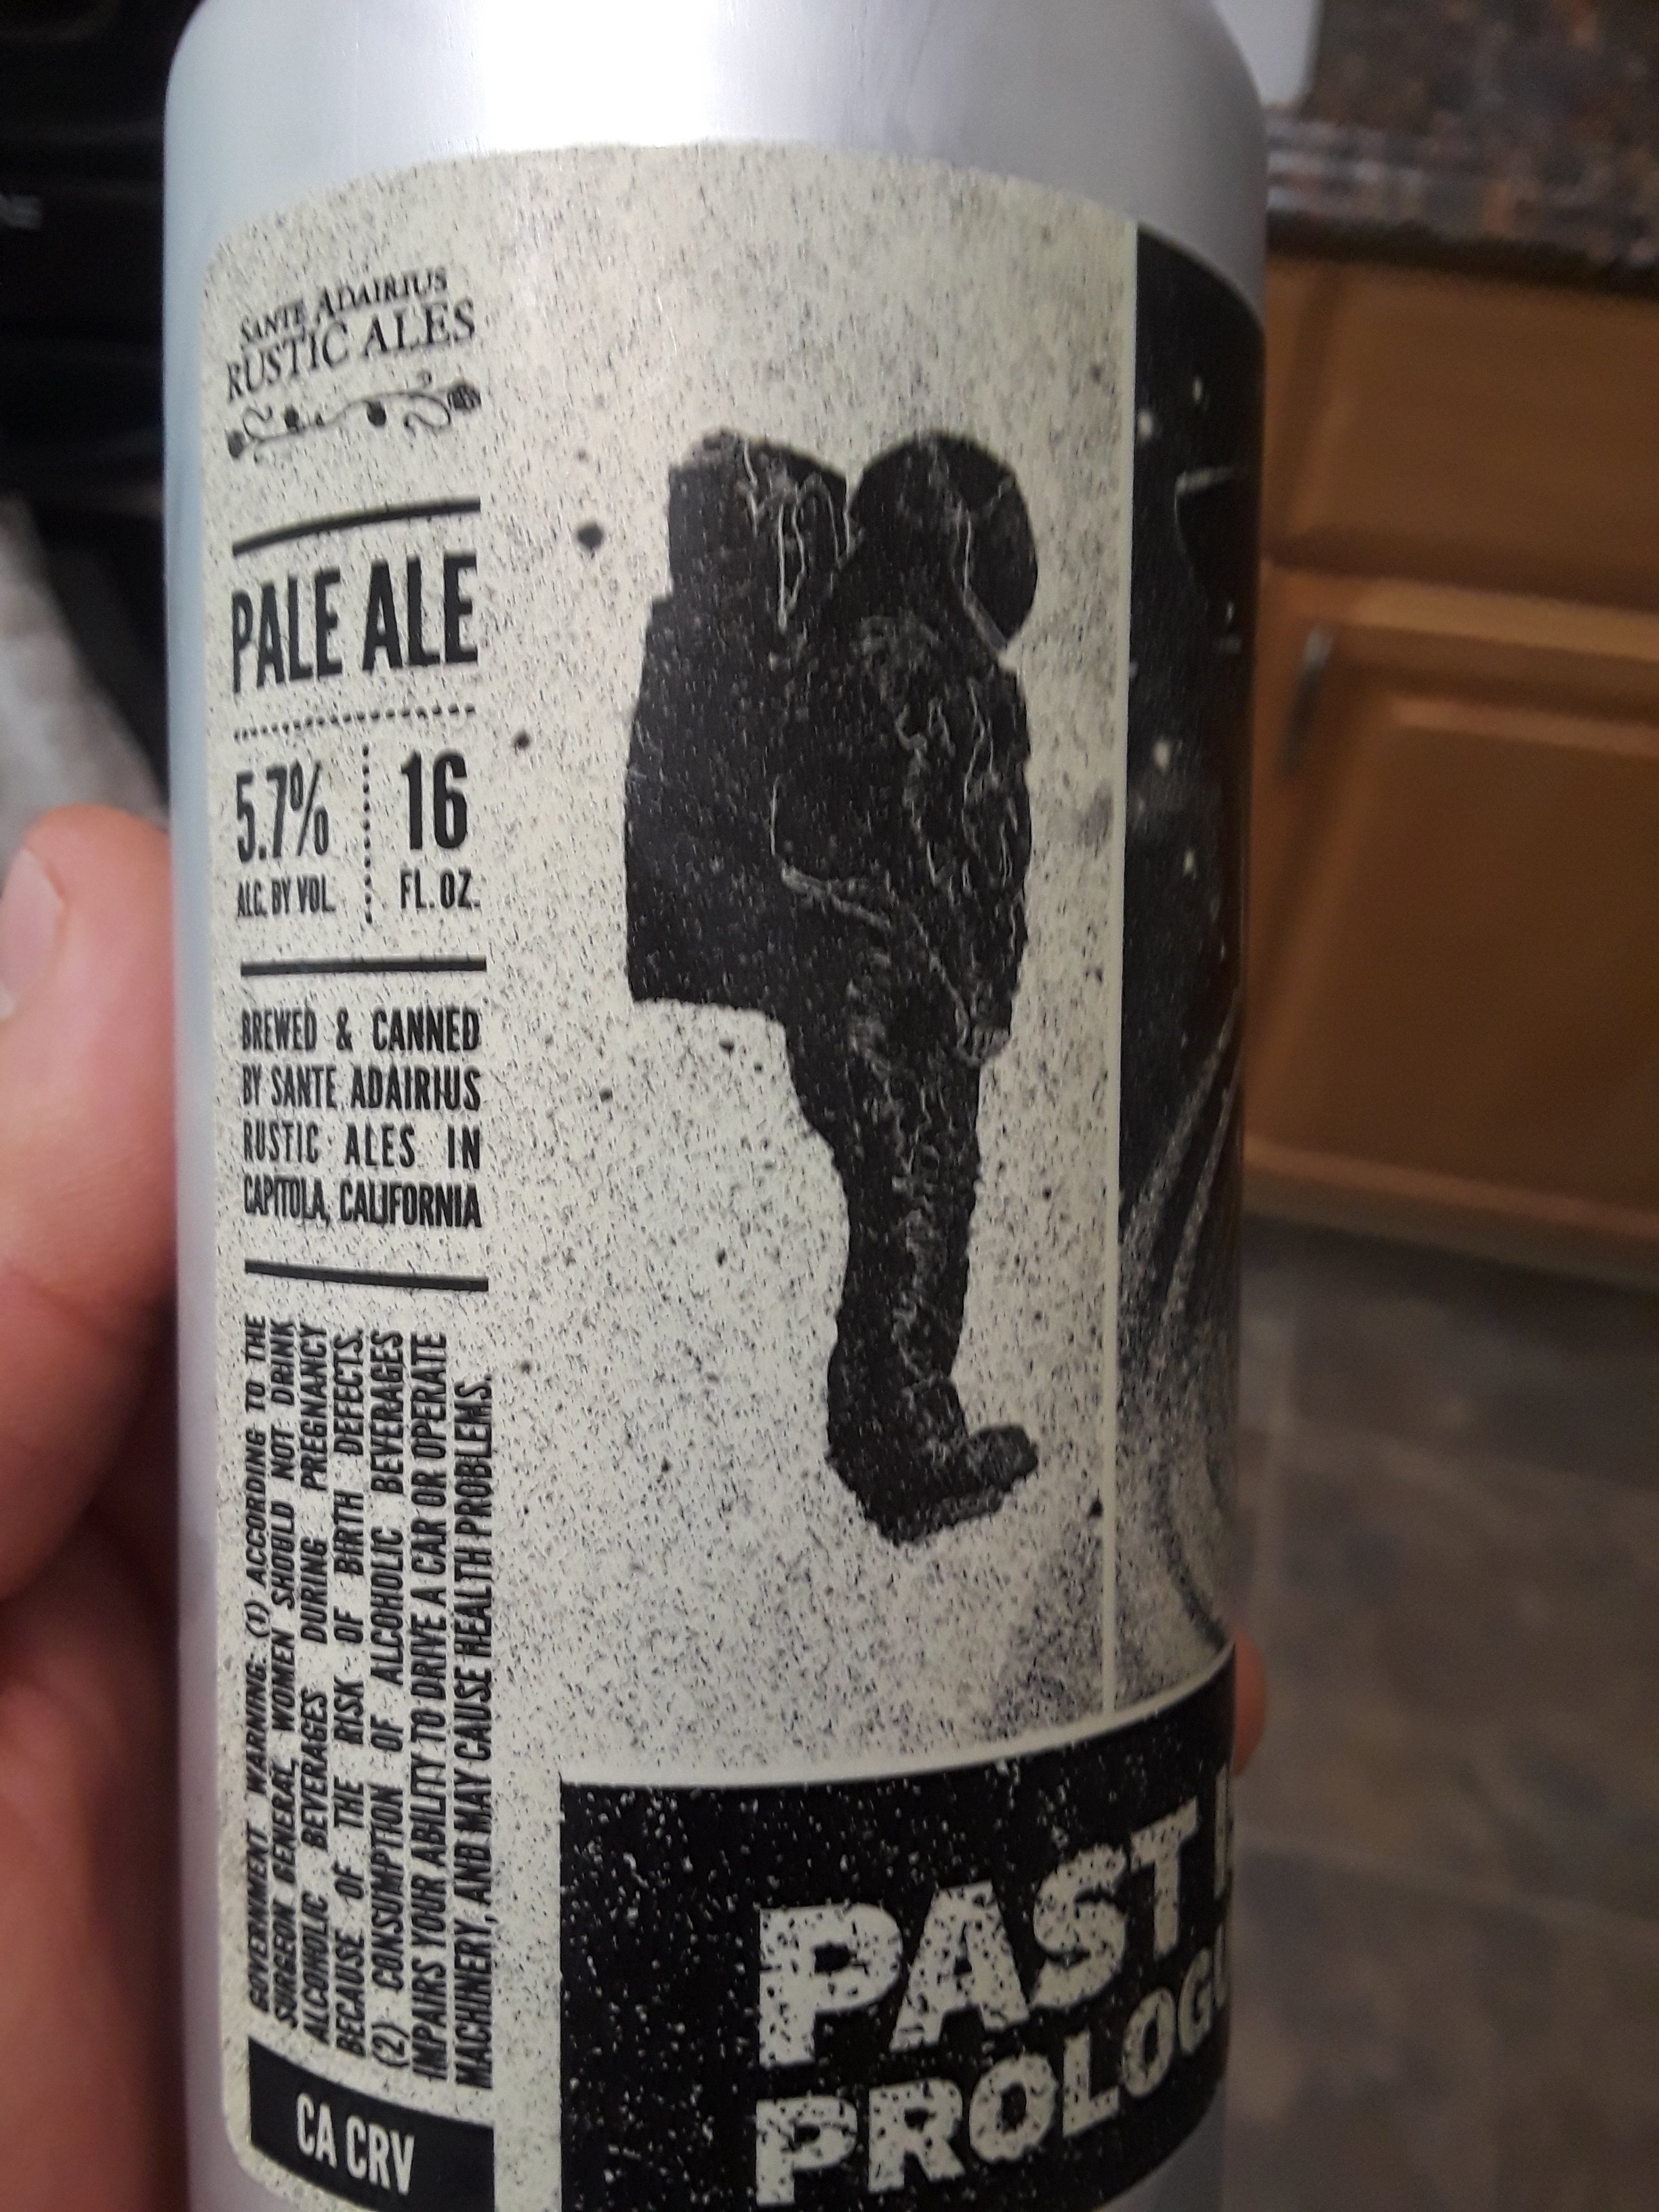 SANTE ADAIRIUS
RUSTIC ALES
PALE ALE
5.7%
ALC. BY VOL.
16
FL. OZ.
BREWED & CANNED
BY SANTE ADAIRIUS
RUSTIC ALES IN
CAPITOLA, CALIFORNIA
GOVERNMENT WARNING: (1) ACCORDING TO THE
SURGEON GENERAL, WOMEN SHOULD NOT DRINK
ALCOHOLIC BEVERAGES DURING PREGNANCY
BECAUSE OF THE RISK OF BIRTH DEFECTS.
(2) CONSUMPTION OF ALCOHOLIC BEVERAGES
IMPAIRS YOUR ABILITY TO DRIVE A CAR OR OPERATE
MACHINERY, AND MAY CAUSE HEALTH PROBLEMS.
CA CRV
PAST
PROLOGU